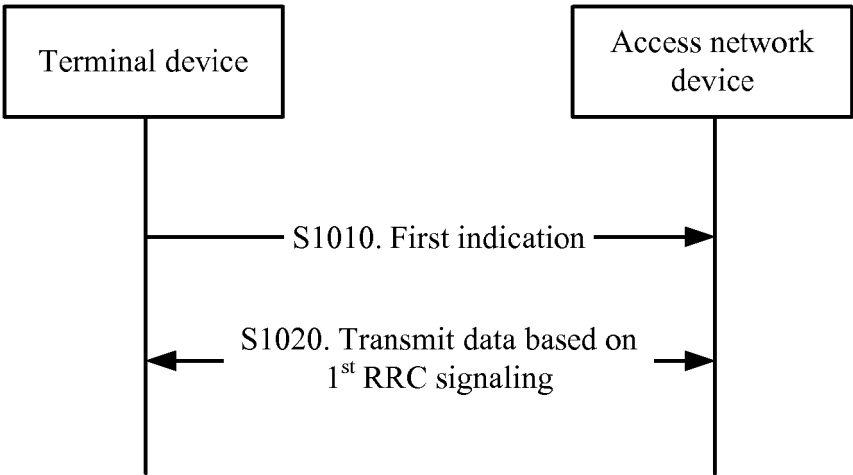 Terminal device
Access network
device
S1010. First indication
S1020. Transmit data based on
1st RRC signaling